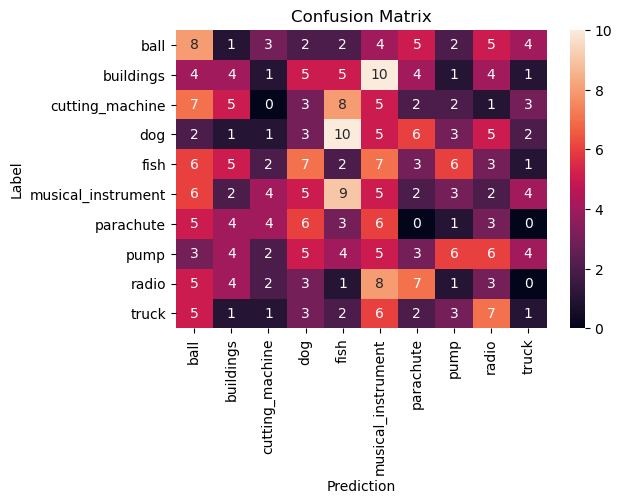 Confusion Matrix
Label
ball 8 1 3 2 2 4 5 2 5 4
buildings 4 4 1 5 5 10 4 1 4 1
cutting_machine 7 5 0 3 8 5 2 2 1 3
dog 2 1 1 3 10 5 6 3 5 2
fish 6 5 2 7 2 7 3 6 3 1
musical_instrument 6 2 4 5 9 5 2 3 2 4
parachute 5 4 4 6 3 6 0 1 3 0
pump 3 4 2 5 4 5 3 6 6 4
radio 5 4 2 3 1 8 7 1 3 0
truck 5 1 1 3 2 6 2 3 7 1
ball buildings cutting_machine dog fish musical_instrument parachute pump radio truck
Prediction
10
8
6
4
2
0